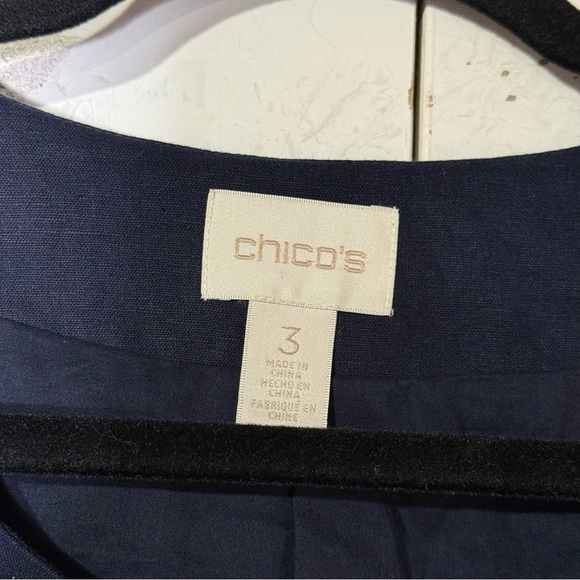 chico's
3
MADE IN
CHINA
HECHO EN
CHINA
FABRIQUÉ EN
CHINE